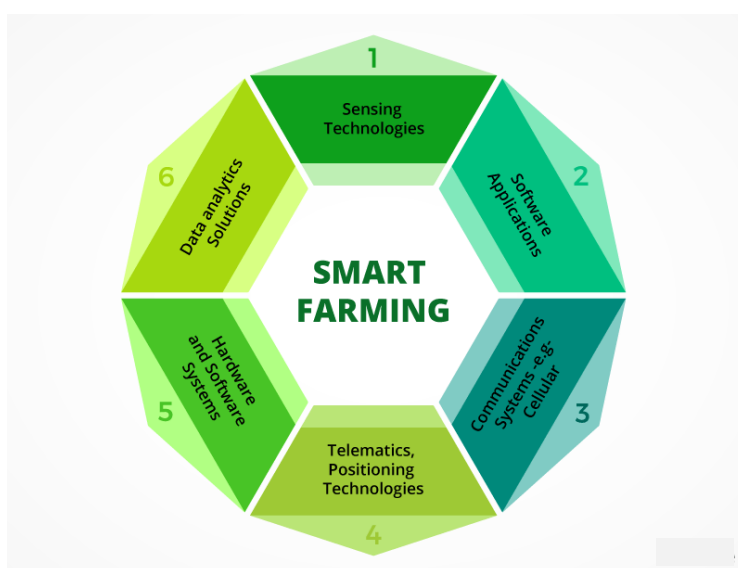 1
Sensing
Technologies
2
Software
Applications
3
Communications
Systems -e.g-
Cellular
4
Telematics,
Positioning
Technologies
5
Hardware
and Software
Systems
6
Data analytics
Solutions
SMART
FARMING